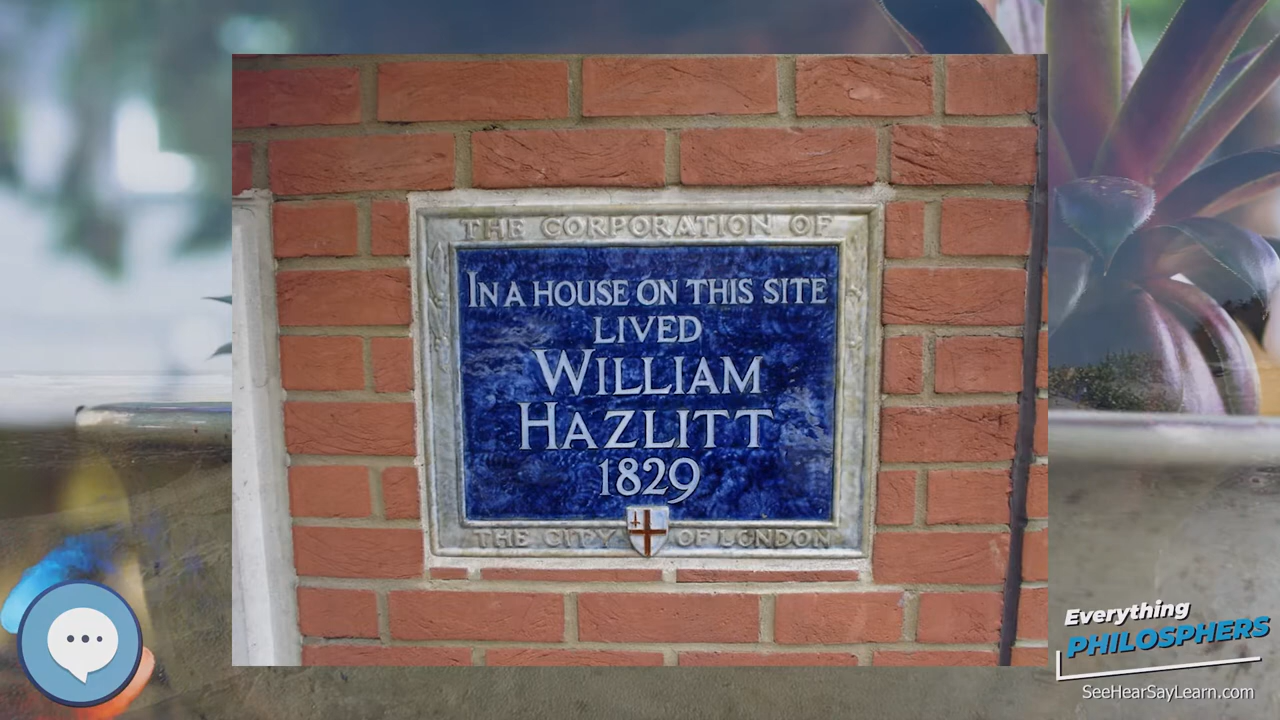 THE CORPORATION OF
IN A HOUSE ON THIS SITE
LIVED
WILLIAM
HAZLITT
1829
THE CITY OF LONDON
Everything
PHILOSPHERS
SeeHearSayLearn.com